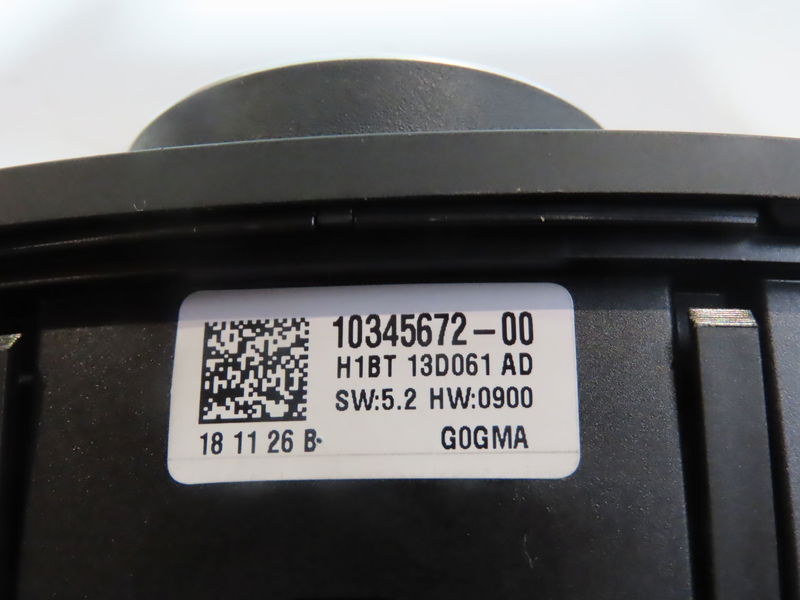 10345672-00
H1BT 13D061 AD
SW:5.2 HW:0900
18 11 26 B G0GMA